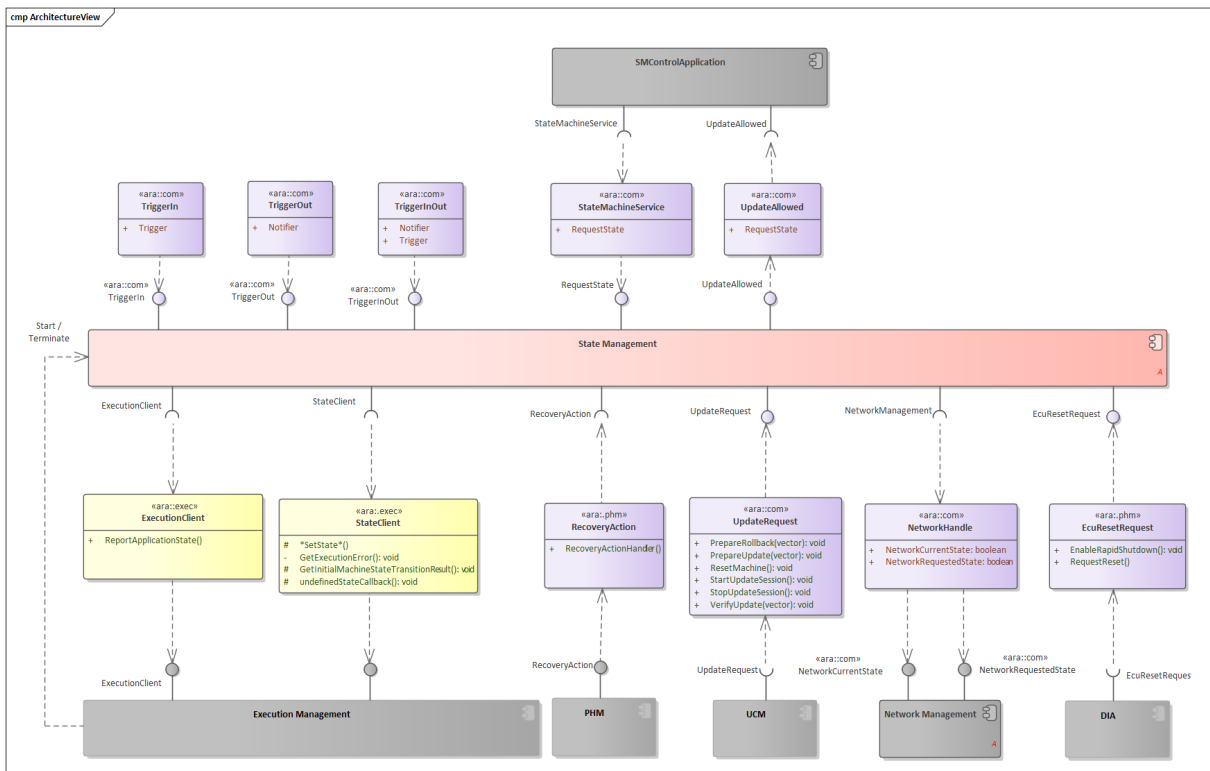 cmp ArchitectureView
SMControlApplication
StateMachineService
UpdateAllowed
«ara::com»
TriggerIn
+ Trigger
«ara::com»
TriggerOut
+ Notifier
«ara::com»
TriggerInOut
+ Notifier
+ Trigger
«ara::com»
StateMachineService
+ RequestState
«ara::com»
UpdateAllowed
+ RequestState
«ara::com»
TriggerIn
«ara::com»
TriggerOut
«ara::com»
TriggerInOut
RequestState
UpdateAllowed
Start /
Terminate
State Management
A
ExecutionClient
StateClient
RecoveryAction
UpdateRequest
NetworkManagement
EcuResetRequest
«ara::exec»
ExecutionClient
+ ReportApplicationState()
«ara:.exec»
StateClient
# *SetState*()
- GetExecutionError(): void
# GetInitialMachineStateTransitionResult(): void
# undefinedStateCallback(): void
«ara:.phm»
RecoveryAction
+ RecoveryActionHandler()
«ara::com»
UpdateRequest
+ PrepareRollback(vector): void
+ PrepareUpdate(vector): void
+ ResetMachine(): void
+ StartUpdateSession(): void
+ StopUpdateSession(): void
+ VerifyUpdate(vector): void
«ara::com»
NetworkHandle
+ NetworkCurrentState: boolean
+ NetworkRequestedState: boolean
«ara:.phm»
EcuResetRequest
+ EnableRapidShutdown(): void
+ RequestReset()
ExecutionClient
RecoveryAction
UpdateRequest
«ara::com»
NetworkCurrentState
«ara::com»
NetworkRequestedState
EcuResetReques
Execution Management
PHM
UCM
Network Management
A
DIA